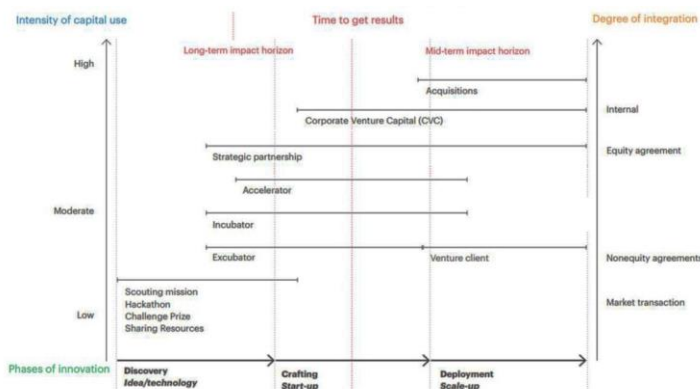 Intensity of capital use
Time to get results
Degree of integration
Long-term impact horizon
Mid-term impact horizon
High
Acquisitions
Internal
Corporate Venture Capital (CVC)
Equity agreement
Strategic partnership
Accelerator
Moderate
Incubator
Excubator
Venture client
Nonequity agreements
Scouting mission
Hackathon
Challenge Prize
Sharing Resources
Market transaction
Low
Phases of innovation
Discovery
Idea/technology
Crafting
Start-up
Deployment
Scale-up